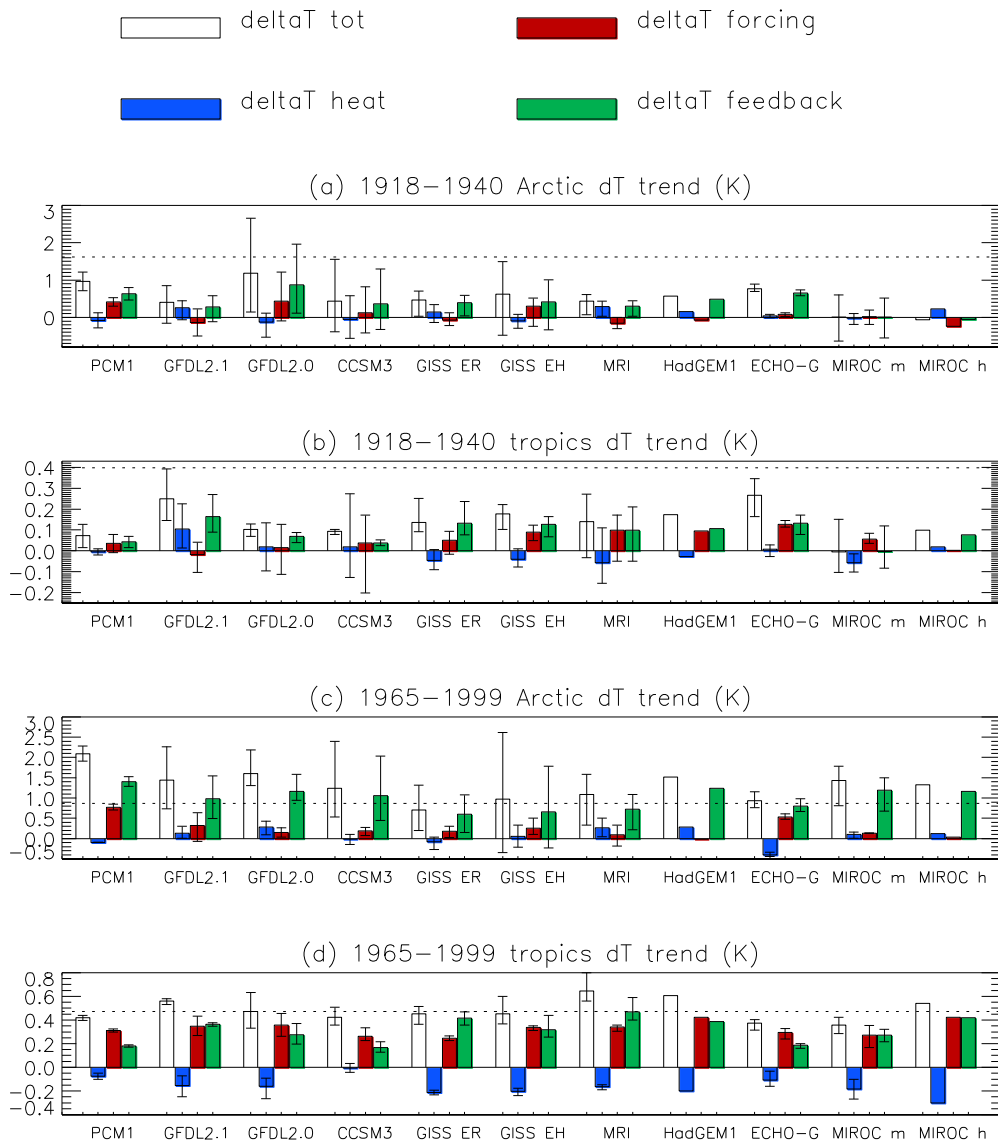 deltaT tot deltaT forcing
deltaT heat deltaT feedback
(a) 1918−1940 Arctic dT trend (K)
3
2
1
0
PCM1 GFDL2.1 GFDL2.0 CCSM3 GISS ER GISS EH MRI HadGEM1 ECHO−G MIROC m MIROC h
(b) 1918−1940 tropics dT trend (K)
0.4
0.3
0.2
0.1
0.0
−0.1
−0.2
PCM1 GFDL2.1 GFDL2.0 CCSM3 GISS ER GISS EH MRI HadGEM1 ECHO−G MIROC m MIROC h
(c) 1965−1999 Arctic dT trend (K)
3.0
2.5
2.0
1.5
1.0
0.5
0.0
−0.5
PCM1 GFDL2.1 GFDL2.0 CCSM3 GISS ER GISS EH MRI HadGEM1 ECHO−G MIROC m MIROC h
(d) 1965−1999 tropics dT trend (K)
0.8
0.6
0.4
0.2
0.0
−0.2
−0.4
PCM1 GFDL2.1 GFDL2.0 CCSM3 GISS ER GISS EH MRI HadGEM1 ECHO−G MIROC m MIROC h